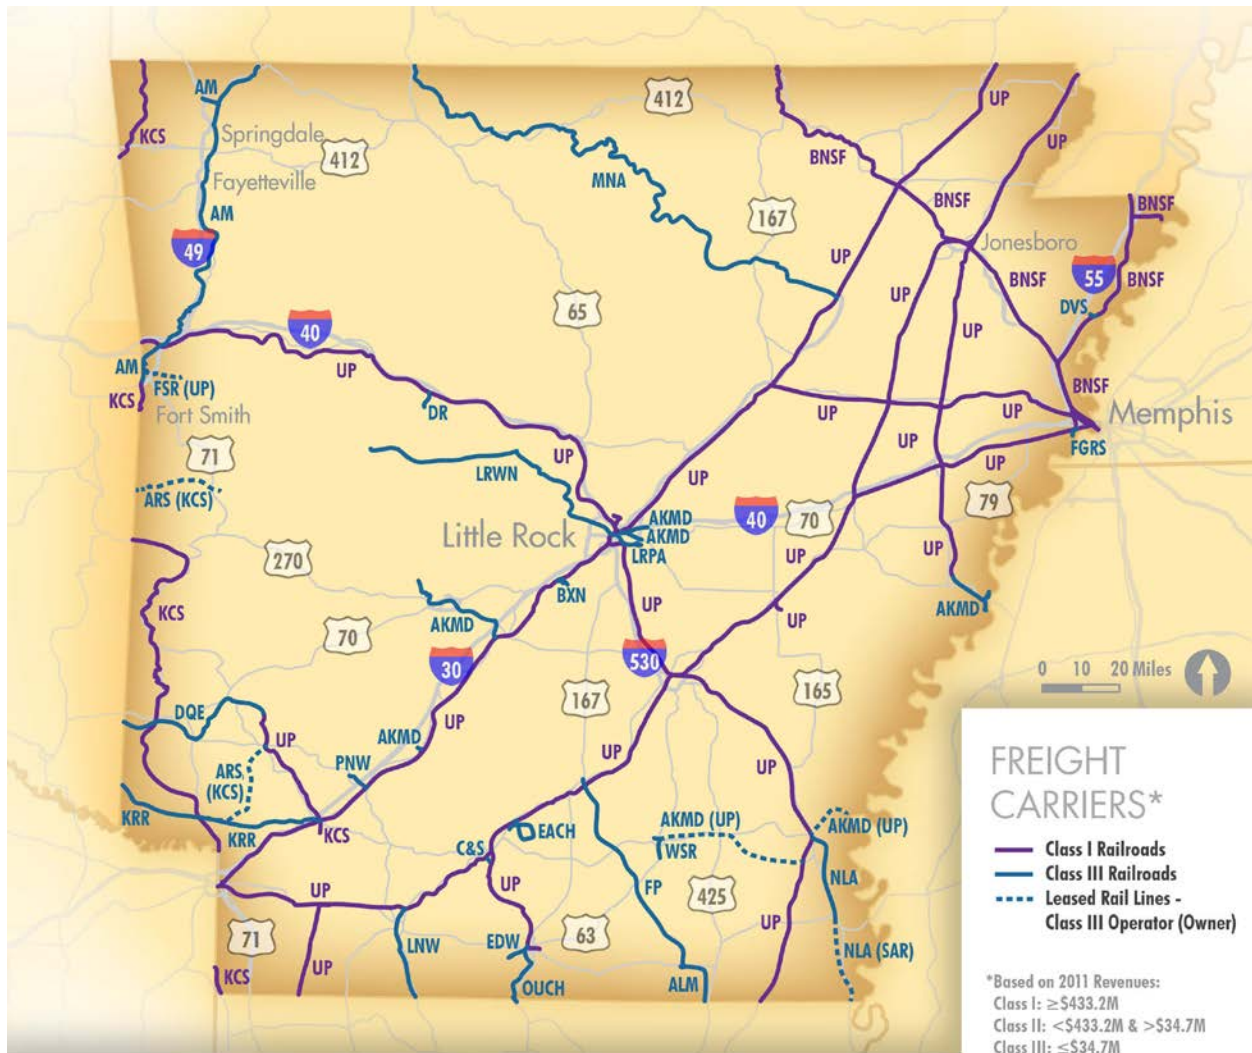 AM
KCS
Springdale
412
412
UP
UP
BNSF
MNA
Fayetteville
AM
167
BNSF
BNSF
49
UP
Jonesboro
BNSF
55
BNSF
65
UP
DVS
40
UP
UP
AM
FSR (UP)
KCS
DR
BNSF
Fort Smith
UP
UP
Memphis
71
UP
UP
FGRS
LRWN
UP
UP
ARS (KCS)
79
Little Rock
AKMD
AKMD
LRPA
40
70
270
UP
UP
BXN
KCS
AKMD
UP
AKMD
UP
70
30
530
0 10 20 Miles
167
165
DQE
UP
AKMD
UP
UP
PNW
UP
ARS
(KCS)
KRR
KRR
KCS
EACH
AKMD (UP)
AKMD (UP)
C&S
WSR
UP
UP
FP
425
NLA
71
LNW
EDW
63
UP
NLA (SAR)
KCS
UP
OUCH
ALM
FREIGHT
CARRIERS*
Class I Railroads
Class III Railroads
Leased Rail Lines -
Class III Operator (Owner)
*Based on 2011 Revenues:
Class I: ≥$433.2M
Class II: <$433.2M & >$34.7M
Class III: ≤$34.7M